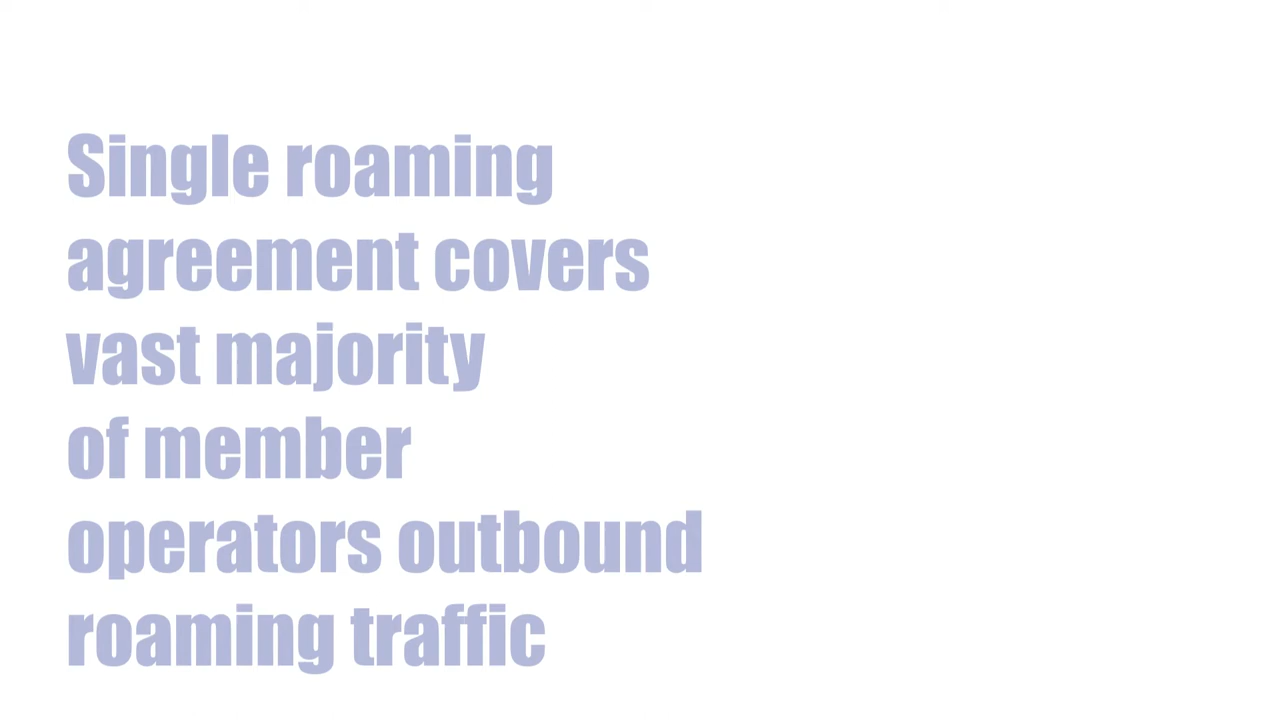 Single roaming
agreement covers
vast majority
of member
operators outbound
roaming traffic